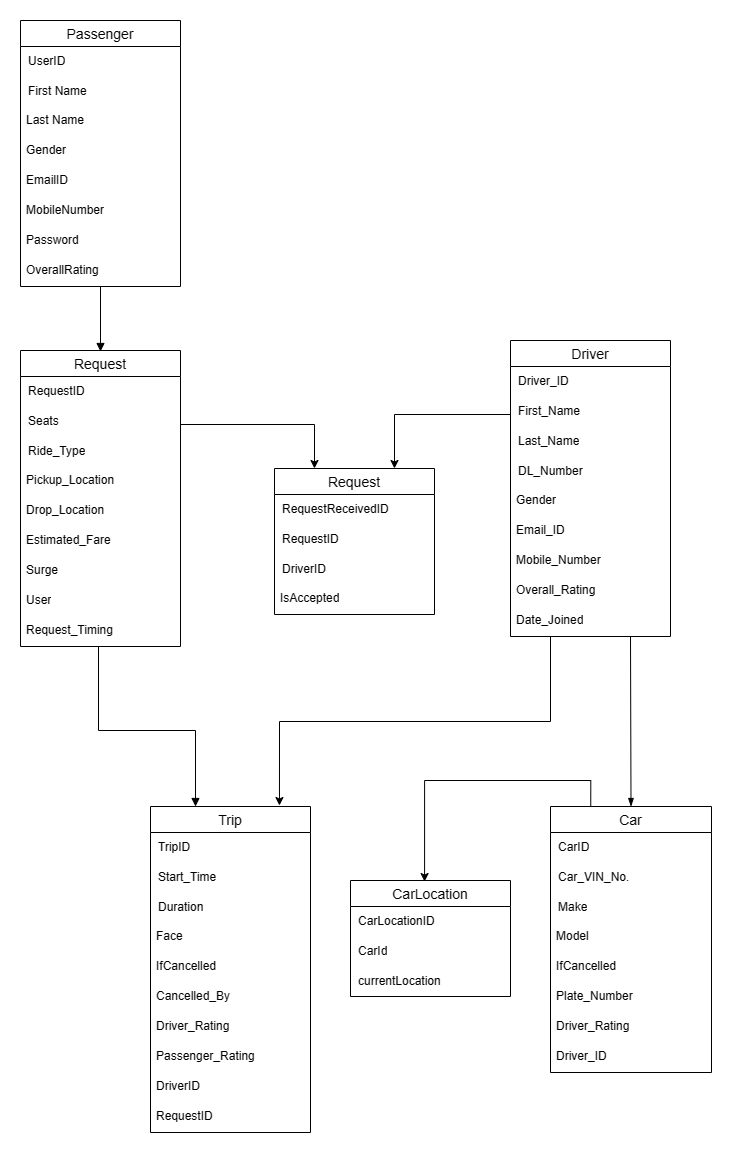 Passenger
UserID
First Name
Last Name
Gender
EmailID
MobileNumber
Password
OverallRating
Request
RequestID
Seats
Ride_Type
Pickup_Location
Drop_Location
Estimated_Fare
Surge
User
Request_Timing
Request
RequestReceivedID
RequestID
DriverID
IsAccepted
Driver
Driver_ID
First_Name
Last_Name
DL_Number
Gender
Email_ID
Mobile_Number
Overall_Rating
Date_Joined
Trip
TripID
Start_Time
Duration
Face
IfCancelled
Cancelled_By
Driver_Rating
Passenger_Rating
DriverID
RequestID
CarLocation
CarLocationID
CarId
currentLocation
Car
CarID
Car_VIN_No.
Make
Model
IfCancelled
Plate_Number
Driver_Rating
Driver_ID